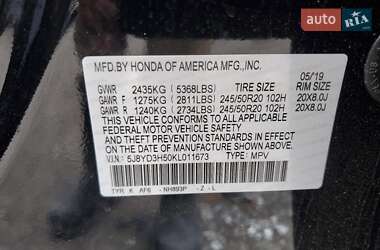 auto RIA
MFD.BY HONDA OF AMERICA MFG.,INC.
05/19
GVWR 2435KG (5368LBS) TIRE SIZE RIM SIZE
GAWR F 1275KG (2811LBS) 245/50R20 102H 20X8.0J
GAWR R 1240KG (2734LBS) 245/50R20 102H 20X8.0J
THIS VEHICLE CONFORMS TO ALL APPLICABLE
FEDERAL MOTOR VEHICLE SAFETY, BUMPER,
AND THEFT PREVENTION STANDARDS IN EFFECT
ON THE DATE OF MANUFACTURE SHOWN ABOVE.
V.I.N.: 5J8YD3H50KL011673 TYPE: MPV
TYR K AF6 - NH893P - Z - L